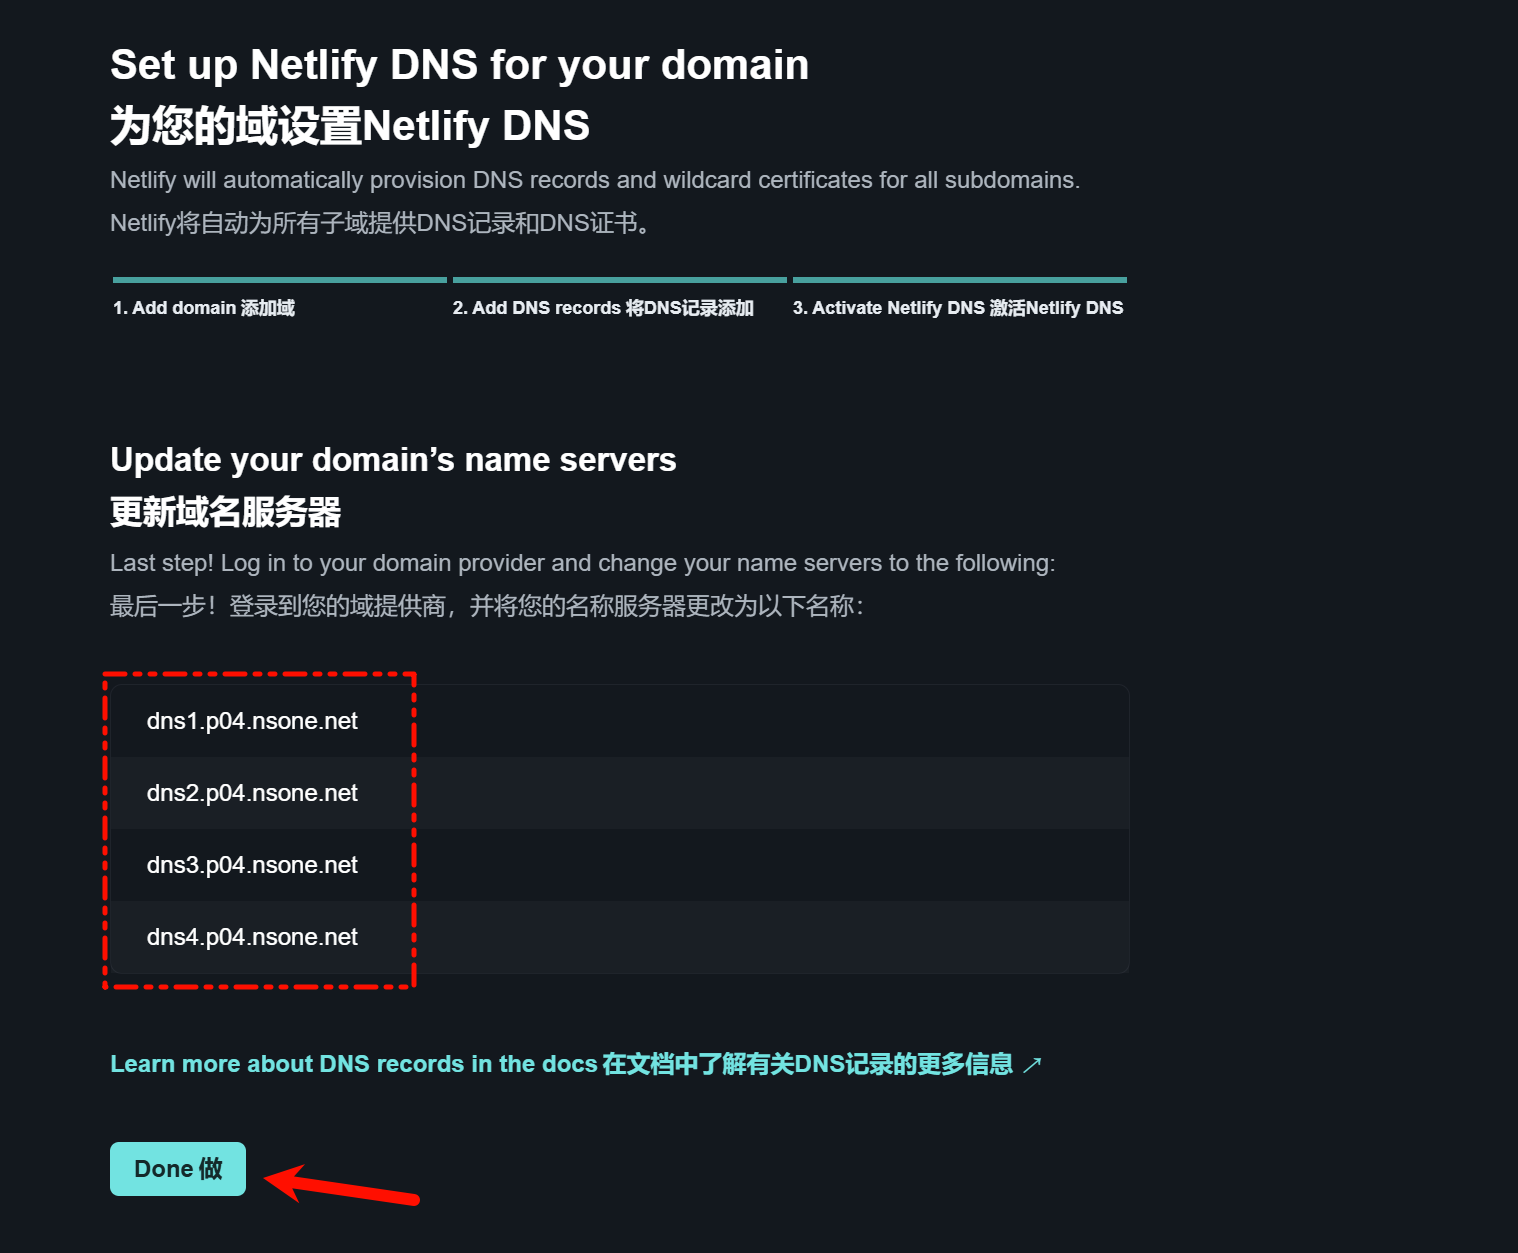 Set up Netlify DNS for your domain
为您的域设置Netlify DNS
Netlify will automatically provision DNS records and wildcard certificates for all subdomains.
Netlify将自动为所有子域提供DNS记录和DNS证书。
1. Add domain 添加域
2. Add DNS records 将DNS记录添加
3. Activate Netlify DNS 激活Netlify DNS
Update your domain’s name servers
更新域名服务器
Last step! Log in to your domain provider and change your name servers to the following:
最后一步！登录到您的域提供商，并将您的名称服务器更改为以下名称：
dns1.p04.nsone.net
dns2.p04.nsone.net
dns3.p04.nsone.net
dns4.p04.nsone.net
Learn more about DNS records in the docs 在文档中了解有关DNS记录的更多信息 ↗
Done 做